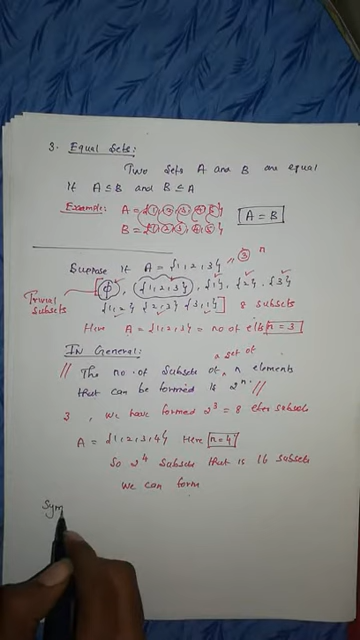 3. Equal Sets:
Two sets A and B are equal
If A ⊆ B and B ⊆ A
Example: A = {1, 2, 3, 4, 5}
B = {1, 2, 3, 4, 5}
A = B
Suppose if A = {1, 2, 3} // 3 n
[ϕ, {1, 2, 3}, {1}, {2}, {3}
Trivial subsets
{1, 2} {2, 3} {3, 1}] 8 subsets
Here A = {1, 2, 3} = no of elts n = 3
IN General:
a set of
// The no. of subsets of n elements
that can be formed is 2ⁿ. //
3, we have formed 2³ = 8 subsets
A = {1, 2, 3, 4} Here n = 4
So 2⁴ subsets that is 16 subsets
we can form
Sym